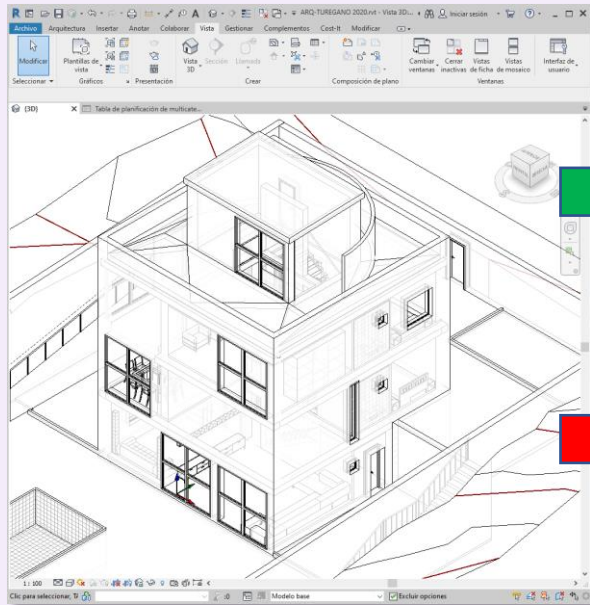 ARQ-TUREGANO 2020.rvt - Vista 3D:...
Iniciar sesión
Archivo Arquitectura Insertar Anotar Colaborar Vista Gestionar Complementos Cost-It Modificar
Modificar
Plantillas de vista
Vista 3D
Sección
Llamada
Cambiar ventanas
Cerrar inactivas
Vistas de ficha
Vistas de mosaico
Interfaz de usuario
Seleccionar Gráficos Presentación Crear Composición de plano Ventanas
{3D} X Tabla de planificación de multicate...
1 : 100
Clic para seleccionar, T :0 Modelo base Excluir opciones